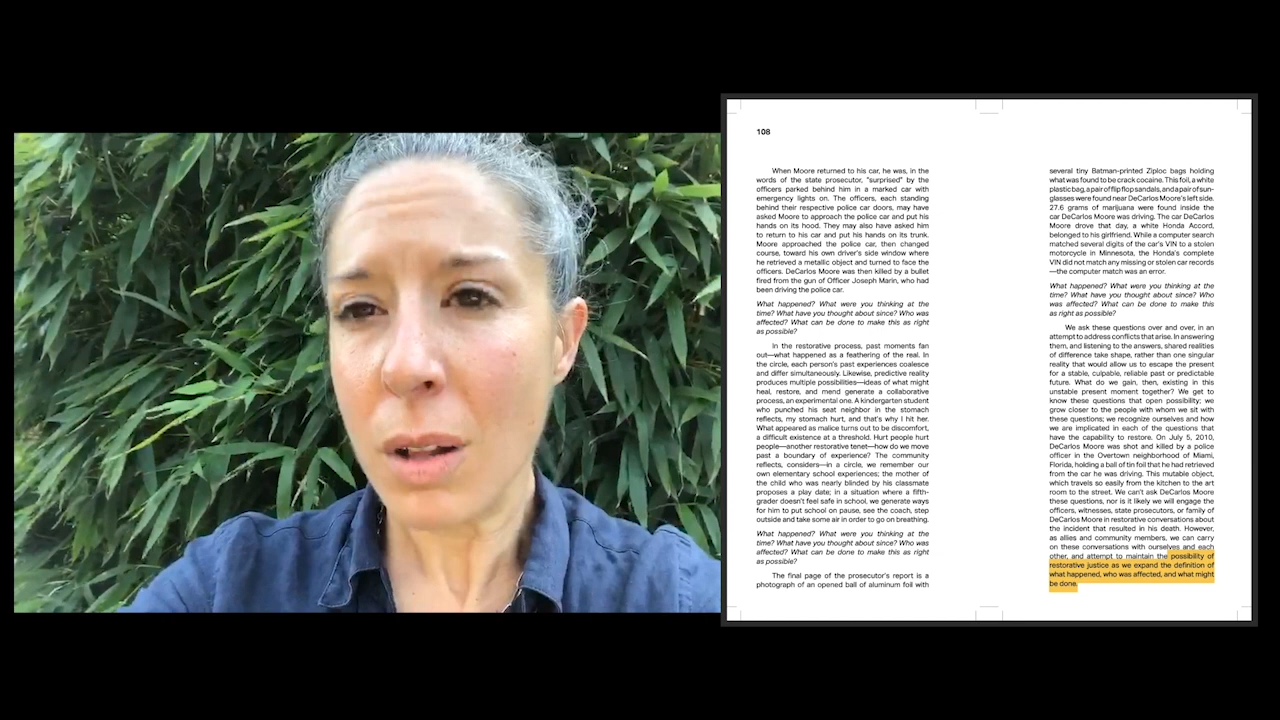 108
When Moore returned to his car, he was, in the
words of the state prosecutor, "surprised" by the
officers parked behind him in a marked car with
emergency lights on. The officers, each standing
behind their respective police car doors, may have
asked Moore to approach the police car and put his
hands on its hood. They may also have asked him
to return to his car and put his hands on its trunk.
Moore approached the police car, then changed
course, toward his own driver's side window where
he retrieved a metallic object and turned to face the
officers. DeCarlos Moore was then killed by a bullet
fired from the gun of Officer Joseph Marin, who had
been driving the police car.
What happened? What were you thinking at the
time? What have you thought about since? Who was
affected? What can be done to make this as right
as possible?
In the restorative process, past moments fan
out—what happened as a feathering of the real. In
the circle, each person's past experiences coalesce
and differ simultaneously. Likewise, predictive reality
produces multiple possibilities—ideas of what might
heal, restore, and mend generate a collaborative
process, an experimental one. A kindergarten student
who punched his seat neighbor in the stomach
reflects, my stomach hurt, and that's why I hit her.
What appeared as malice turns out to be discomfort,
a difficult existence at a threshold. Hurt people hurt
people—another restorative tenet—how do we move
past a boundary of experience? The community
reflects, considers—in a circle, we remember our
own elementary school experiences; the mother of
the child who was nearly blinded by his classmate
proposes a play date; in a situation where a fifth-
grader doesn't feel safe in school, we generate ways
for him to put school on pause, see the coach, step
outside and take some air in order to go on breathing.
What happened? What were you thinking at the
time? What have you thought about since? Who was
affected? What can be done to make this as right
as possible?
The final page of the prosecutor's report is a
photograph of an opened ball of aluminum foil with
several tiny Batman-printed Ziploc bags holding
what was found to be crack cocaine. This foil, a white
plastic bag, a pair of flip flop sandals, and a pair of sun-
glasses were found near DeCarlos Moore's left side.
27.6 grams of marijuana were found inside the
car DeCarlos Moore was driving. The car DeCarlos
Moore drove that day, a white Honda Accord,
belonged to his girlfriend. While a computer search
matched several digits of the car's VIN to a stolen
motorcycle in Minnesota, the Honda's complete
VIN did not match any missing or stolen car records
—the computer match was an error.
What happened? What were you thinking at the
time? What have you thought about since? Who
was affected? What can be done to make this
as right as possible?
We ask these questions over and over, in an
attempt to address conflicts that arise. In answering
them, and listening to the answers, shared realities
of difference take shape, rather than one singular
reality that would allow us to escape the present
for a stable, culpable, reliable past or predictable
future. What do we gain, then, existing in this
unstable present moment together? We get to
know these questions that open possibility; we
grow closer to the people with whom we sit with
these questions; we recognize ourselves and how
we are implicated in each of the questions that
have the capability to restore. On July 5, 2010,
DeCarlos Moore was shot and killed by a police
officer in the Overtown neighborhood of Miami,
Florida, holding a ball of tin foil that he had retrieved
from the car he was driving. This mutable object,
which travels so easily from the kitchen to the art
room to the street. We can't ask DeCarlos Moore
these questions, nor is it likely we will engage the
officers, witnesses, state prosecutors, or family of
DeCarlos Moore in restorative conversations about
the incident that resulted in his death. However,
as allies and community members, we can carry
on these conversations with ourselves and each
other, and attempt to maintain the possibility of
restorative justice as we expand the definition of
what happened, who was affected, and what might
be done.